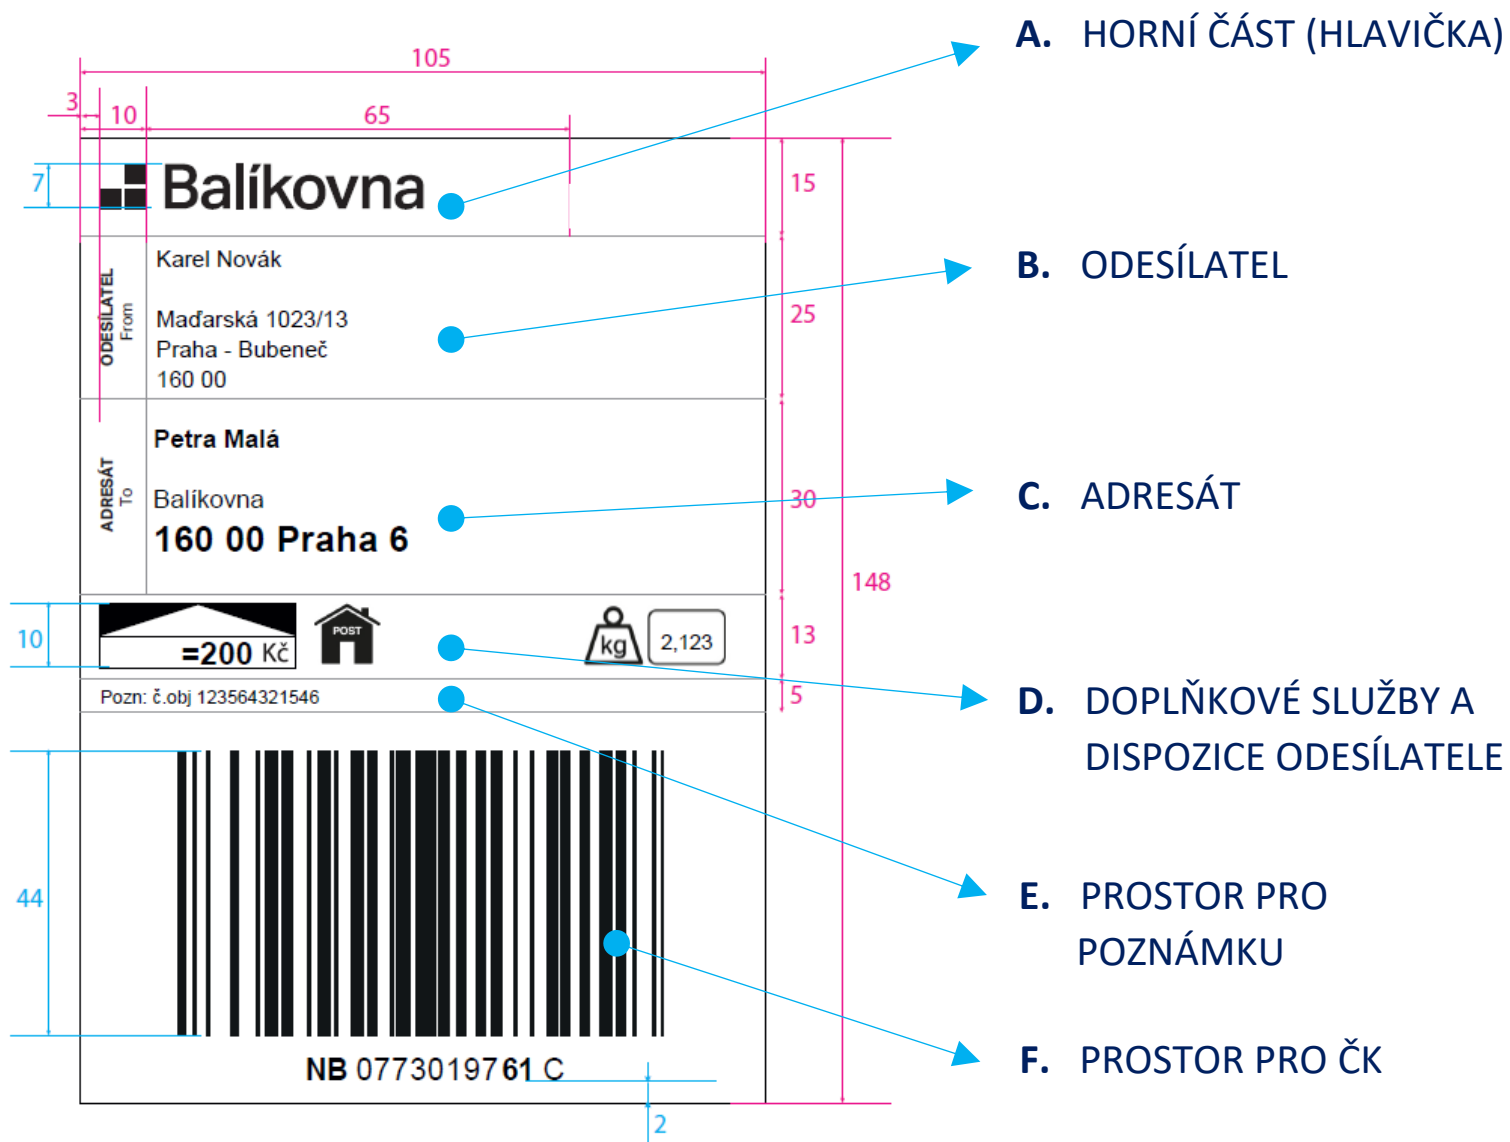 A. HORNÍ ČÁST (HLAVIČKA)
105
3
10
65
7
Balíkovna
15
ODESÍLATEL
From
Karel Novák
Maďarská 1023/13
Praha - Bubeneč
160 00
25
B. ODESÍLATEL
ADRESÁT
To
Petra Malá
Balíkovna
160 00 Praha 6
30
C. ADRESÁT
148
10
=200 Kč
POST
kg
2,123
13
D. DOPLŇKOVÉ SLUŽBY A
DISPOZICE ODESÍLATELE
Pozn: č.obj 123564321546
5
44
E. PROSTOR PRO
POZNÁMKU
NB 0773019761 C
F. PROSTOR PRO ČK
2